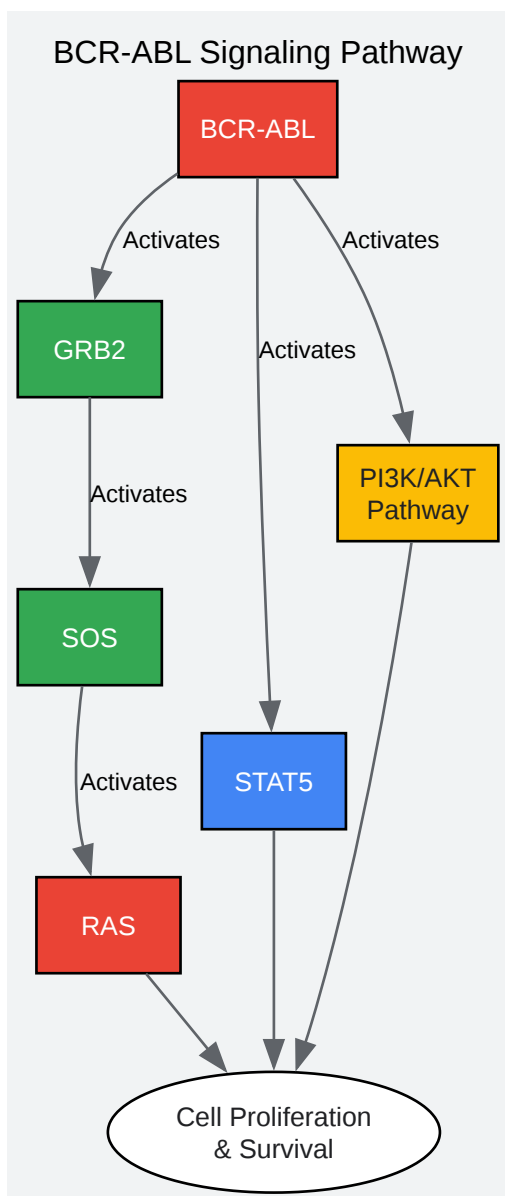 BCR-ABL Signaling Pathway
BCR-ABL
Activates
Activates
GRB2
Activates
PI3K/AKT
Pathway
Activates
SOS
STAT5
Activates
RAS
Cell Proliferation
& Survival